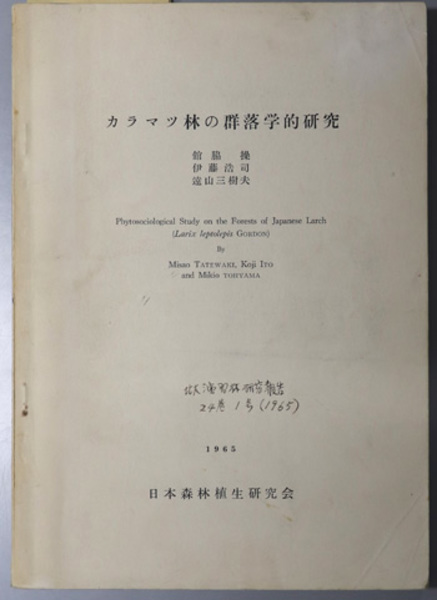 カラマツ林の群落学的研究
舘脇 操
伊藤浩司
遠山三樹夫
Phytosociological Study on the Forests of Japanese Larch
(Larix leptolepis GORDON)
By
Misao TATEWAKI, Koji ITO
and Mikio TOHYAMA
北大演習林研究報告
24巻 1号 (1965)
1965
日本森林植生研究会